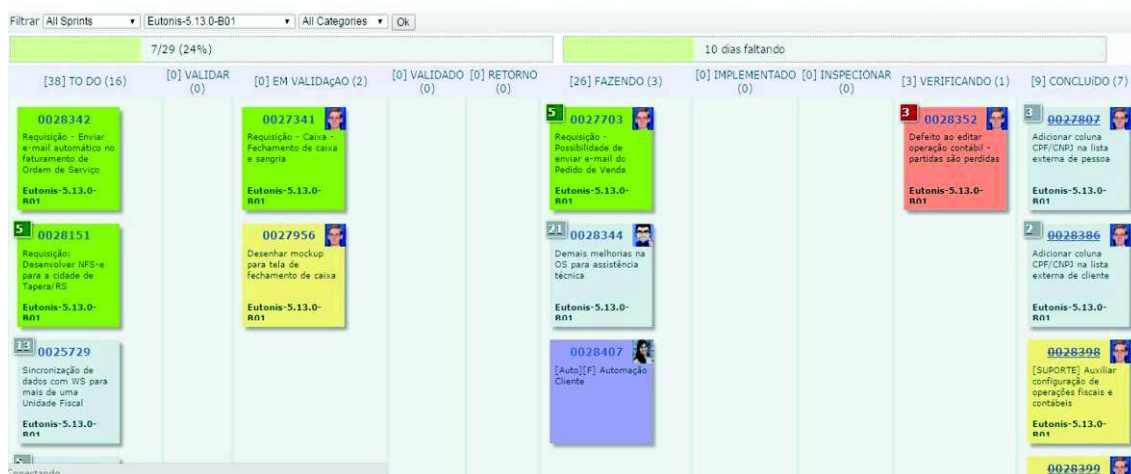 Filtrar All Sprints Eutonis-5.13.0-B01 All Categories Ok
7/29 (24%)
10 dias faltando
[38] TO DO (16)
[0] VALIDAR
(0)
[0] EM VALIDAçAO (2)
[0] VALIDADO
(0)
[0] RETORNO
(0)
[26] FAZENDO (3)
[0] IMPLEMENTADO
(0)
[0] INSPECIONAR
(0)
[3] VERIFICANDO (1)
[9] CONCLUíDO (7)
0028342
Requisição - Enviar
e-mail automático no
faturamento de
Ordem de Serviço
Eutonis-5.13.0-
B01
5
0028151
Requisição:
Desenvolver NFS-e
para a cidade de
Tapera/RS
Eutonis-5.13.0-
B01
13
0025729
Sincronização de
dados com WS para
mais de uma
Unidade Fiscal
Eutonis-5.13.0-
B01
5
Conectando
0027341
Requisição - Caixa -
Fechamento de caixa
e sangria
Eutonis-5.13.0-
B01
0027956
Desenhar mockup
para tela de
fechamento de caixa
Eutonis-5.13.0-
B01
5
0027703
Requisição -
Possibilidade de
enviar e-mail do
Pedido de Venda
Eutonis-5.13.0-
B01
21
0028344
Demais melhorias na
OS para assistência
técnica
Eutonis-5.13.0-
B01
0028407
[Auto][F] Automação
Cliente
3
0028352
Defeito ao editar
operação contábil -
partidas são perdidas
Eutonis-5.13.0-
B01
3
0027807
Adicionar coluna
CPF/CNPJ na lista
externa de pessoa
Eutonis-5.13.0-
B01
2
0028386
Adicionar coluna
CPF/CNPJ na lista
externa de cliente
Eutonis-5.13.0-
B01
0028398
[SUPORTE] Auxiliar
configuração de
operações fiscais e
contábeis
Eutonis-5.13.0-
B01
0028399